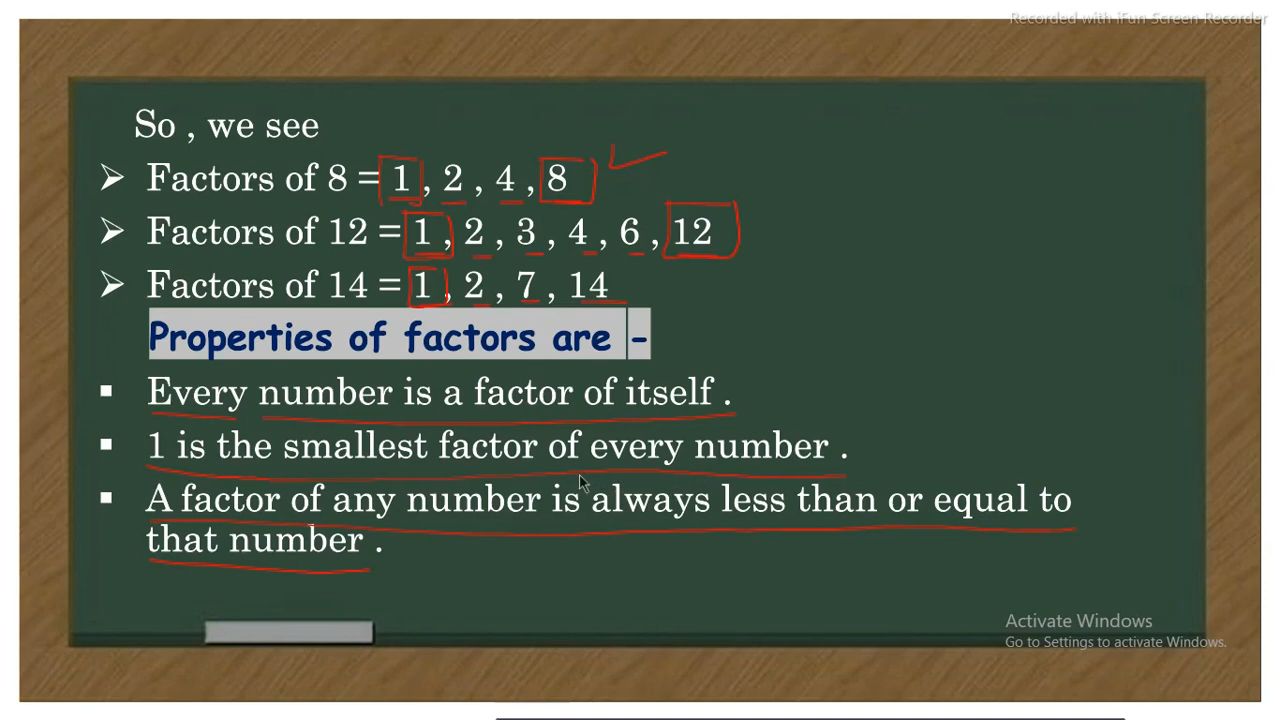 Recorded with iFun Screen Recorder
So , we see
➢ Factors of 8 = 1 , 2 , 4 , 8
➢ Factors of 12 = 1 , 2 , 3 , 4 , 6 , 12
➢ Factors of 14 = 1 , 2 , 7 , 14
Properties of factors are -
▪ Every number is a factor of itself .
▪ 1 is the smallest factor of every number .
▪ A factor of any number is always less than or equal to
that number .
Activate Windows
Go to Settings to activate Windows.